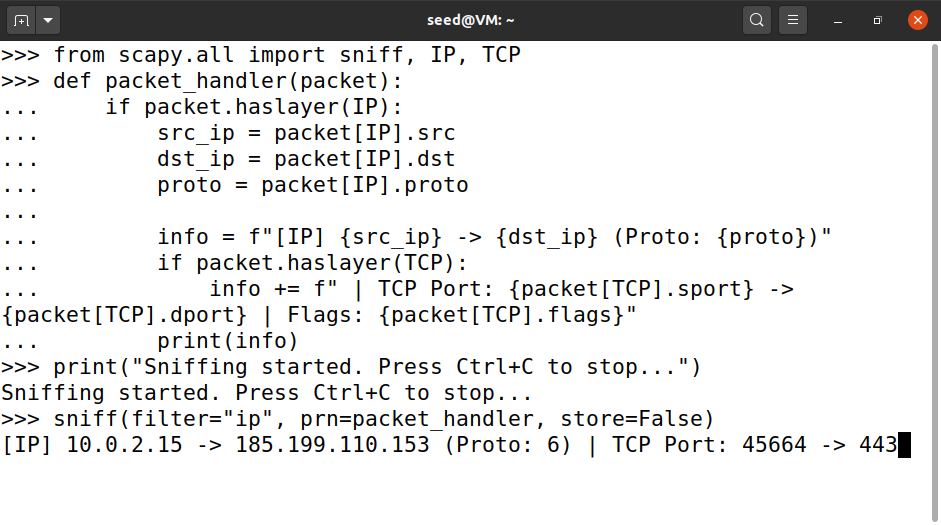 seed@VM: ~
>>> from scapy.all import sniff, IP, TCP
>>> def packet_handler(packet):
...     if packet.haslayer(IP):
...         src_ip = packet[IP].src
...         dst_ip = packet[IP].dst
...         proto = packet[IP].proto
...
...         info = f"[IP] {src_ip} -> {dst_ip} (Proto: {proto})"
...         if packet.haslayer(TCP):
...             info += f" | TCP Port: {packet[TCP].sport} ->
{packet[TCP].dport} | Flags: {packet[TCP].flags}"
...         print(info)
>>> print("Sniffing started. Press Ctrl+C to stop...")
Sniffing started. Press Ctrl+C to stop...
>>> sniff(filter="ip", prn=packet_handler, store=False)
[IP] 10.0.2.15 -> 185.199.110.153 (Proto: 6) | TCP Port: 45664 -> 443